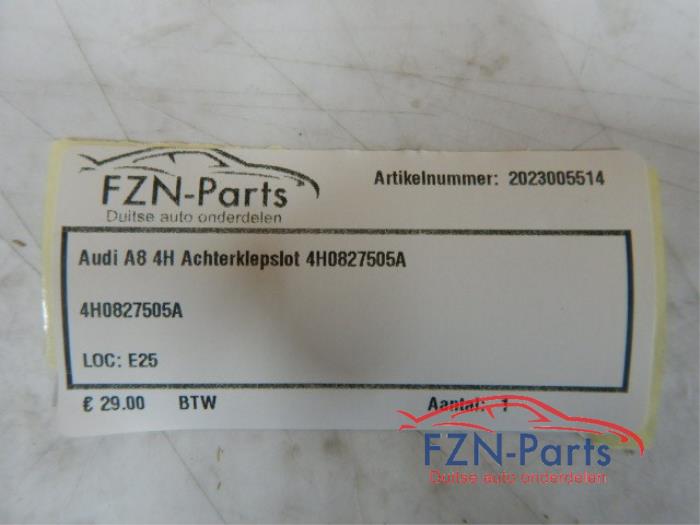 FZN-Parts
Duitse auto onderdelen
Artikelnummer: 2023005514
Audi A8 4H Achterklepslot 4H0827505A
4H0827505A
LOC: E25
€ 29.00 BTW Aantal: 1
FZN-Parts
Duitse auto onderdelen